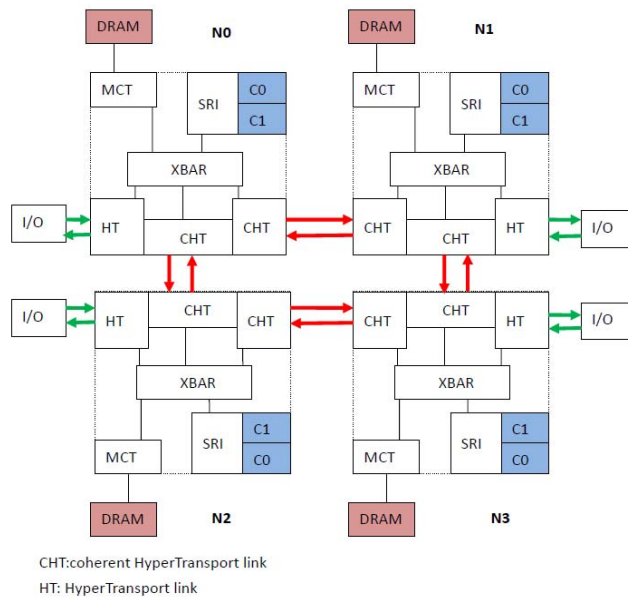 DRAM N0 DRAM N1
MCT SRI C0 MCT SRI C0
C1 C1
XBAR XBAR
I/O HT CHT CHT CHT CHT HT I/O
I/O HT CHT CHT CHT CHT HT I/O
XBAR XBAR
C1 C1
MCT SRI C0 MCT SRI C0
DRAM N2 DRAM N3
CHT:coherent HyperTransport link
HT: HyperTransport link